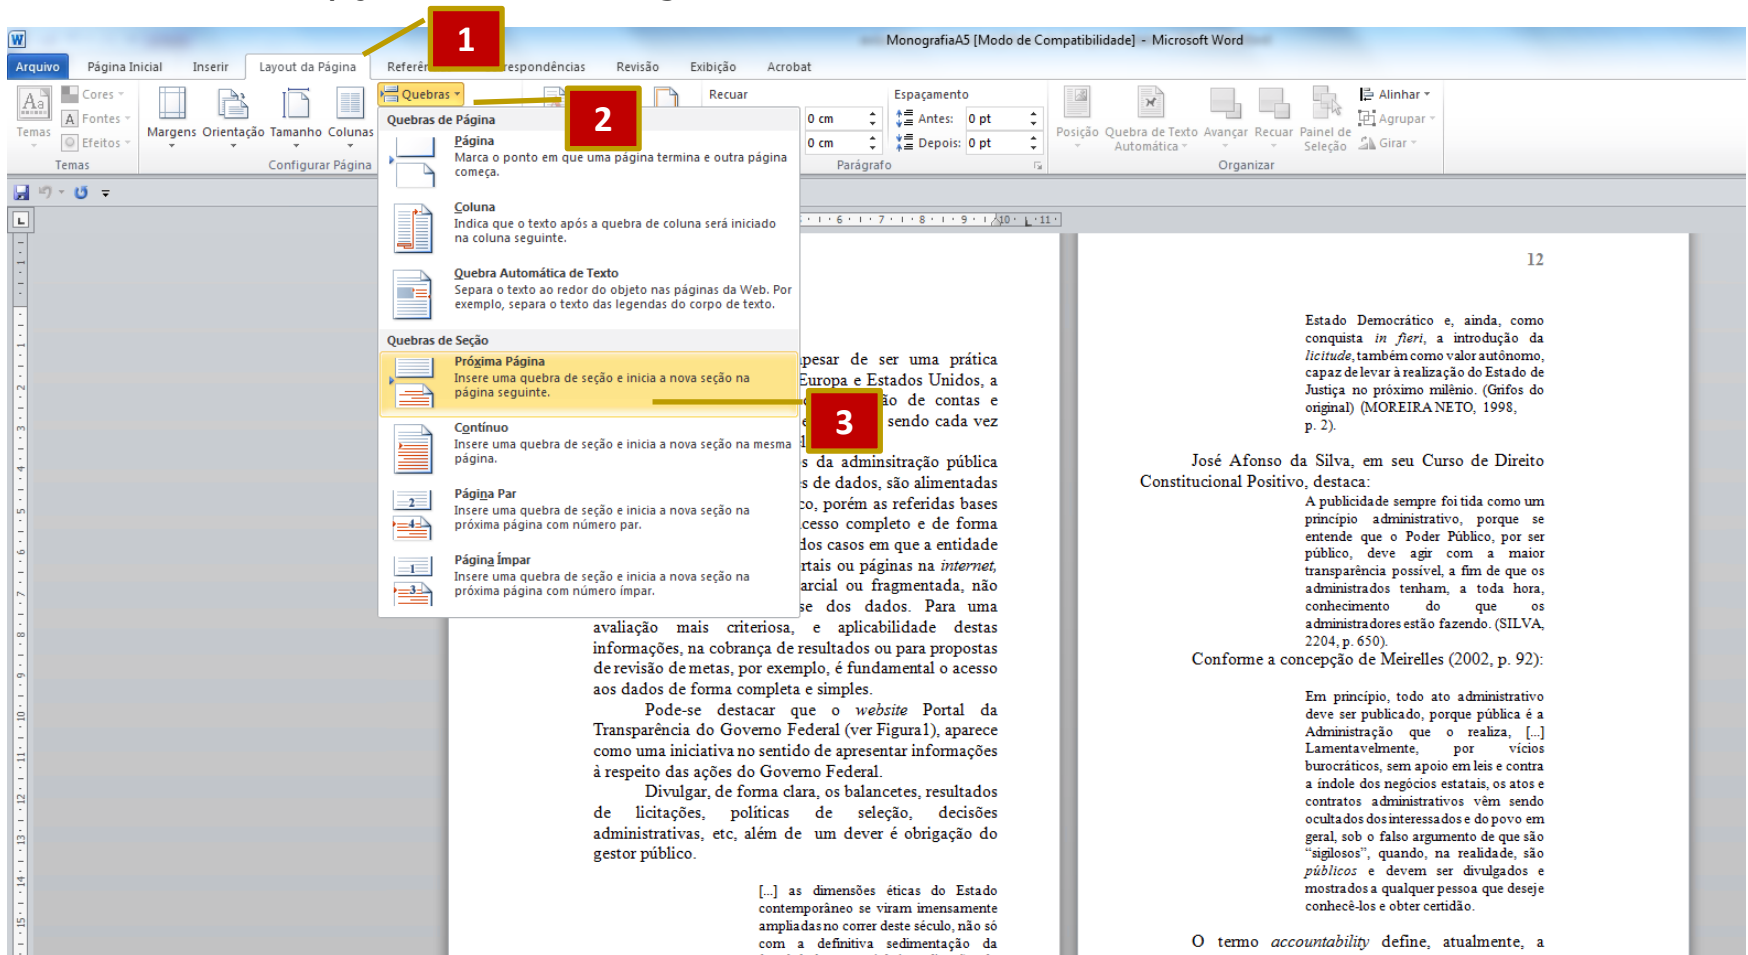 1
MonografiaA5 [Modo de Compatibilidade] - Microsoft Word
Arquivo Página Inicial Inserir Layout da Página Revisão Exibição Acrobat
Quebras
2
Recuar Espaçamento
Cores
Fontes
Efeitos
Temas Margens Orientação Tamanho Colunas
0 cm Antes: 0 pt
0 cm Depois: 0 pt
Posição Quebra de Texto Automática Avançar Recuar Painel de Seleção
Alinhar
Agrupar
Girar
Temas Configurar Página Parágrafo Organizar
Quebras de Página
Página
Marca o ponto em que uma página termina e outra página
começa.
Coluna
Indica que o texto após a quebra de coluna será iniciado
na coluna seguinte.
Quebra Automática de Texto
Separa o texto ao redor do objeto nas páginas da Web. Por
exemplo, separa o texto das legendas do corpo de texto.
Quebras de Seção
Próxima Página
Insere uma quebra de seção e inicia a nova seção na
página seguinte.
3
Contínuo
Insere uma quebra de seção e inicia a nova seção na mesma
página.
Página Par
Insere uma quebra de seção e inicia a nova seção na
próxima página com número par.
Página Ímpar
Insere uma quebra de seção e inicia a nova seção na
próxima página com número ímpar.
6 7 8 9 10 11
1 1 2 3 4 5 6 7 8 9 10 11 12 13 14 15
de ser uma prática
Europa e Estados Unidos, a
de contas e
sendo cada vez
da adminsitração pública
de dados, são alimentadas
porém as referidas bases
completo e de forma
dos casos em que a entidade
ou páginas na internet,
ou fragmentada, não
dos dados. Para uma
avaliação mais criteriosa, e aplicabilidade destas
informações, na cobrança de resultados ou para propostas
de revisão de metas, por exemplo, é fundamental o acesso
aos dados de forma completa e simples.
Pode-se destacar que o website Portal da
Transparência do Governo Federal (ver Figura1), aparece
como uma iniciativa no sentido de apresentar informações
à respeito das ações do Governo Federal.
Divulgar, de forma clara, os balancetes, resultados
de licitações, políticas de seleção, decisões
administrativas, etc, além de um dever é obrigação do
gestor público.
[...] as dimensões éticas do Estado
contemporâneo se viram imensamente
ampliadas no correr deste século, não só
com a definitiva sedimentação da
12
Estado Democrático e, ainda, como
conquista in fieri, a introdução da
licitude, também como valor autônomo,
capaz de levar à realização do Estado de
Justiça no próximo milênio. (Grifos do
original) (MOREIRA NETO, 1998,
p. 2).
José Afonso da Silva, em seu Curso de Direito
Constitucional Positivo, destaca:
A publicidade sempre foi tida como um
princípio administrativo, porque se
entende que o Poder Público, por ser
público, deve agir com a maior
transparência possível, a fim de que os
administrados tenham, a toda hora,
conhecimento do que os
administradores estão fazendo. (SILVA,
2204, p. 650).
Conforme a concepção de Meirelles (2002, p. 92):
Em princípio, todo ato administrativo
deve ser publicado, porque pública é a
Administração que o realiza, [...]
Lamentavelmente, por vícios
burocráticos, sem apoio em leis e contra
a índole dos negócios estatais, os atos e
contratos administrativos vêm sendo
ocultados dos interessados e do povo em
geral, sob o falso argumento de que são
“sigilosos”, quando, na realidade, são
públicos e devem ser divulgados e
mostrados a qualquer pessoa que deseje
conhecê-los e obter certidão.
O termo accountability define, atualmente, a